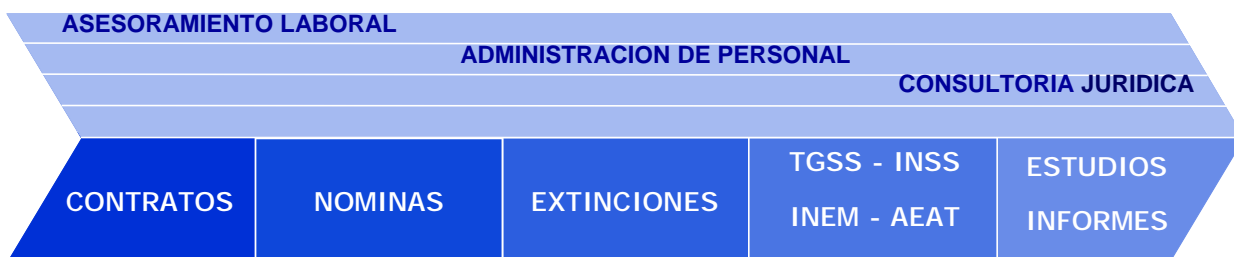 ASESORAMIENTO LABORAL
ADMINISTRACION DE PERSONAL
CONSULTORIA JURIDICA
CONTRATOS
NOMINAS
EXTINCIONES
TGSS - INSS
INEM - AEAT
ESTUDIOS
INFORMES